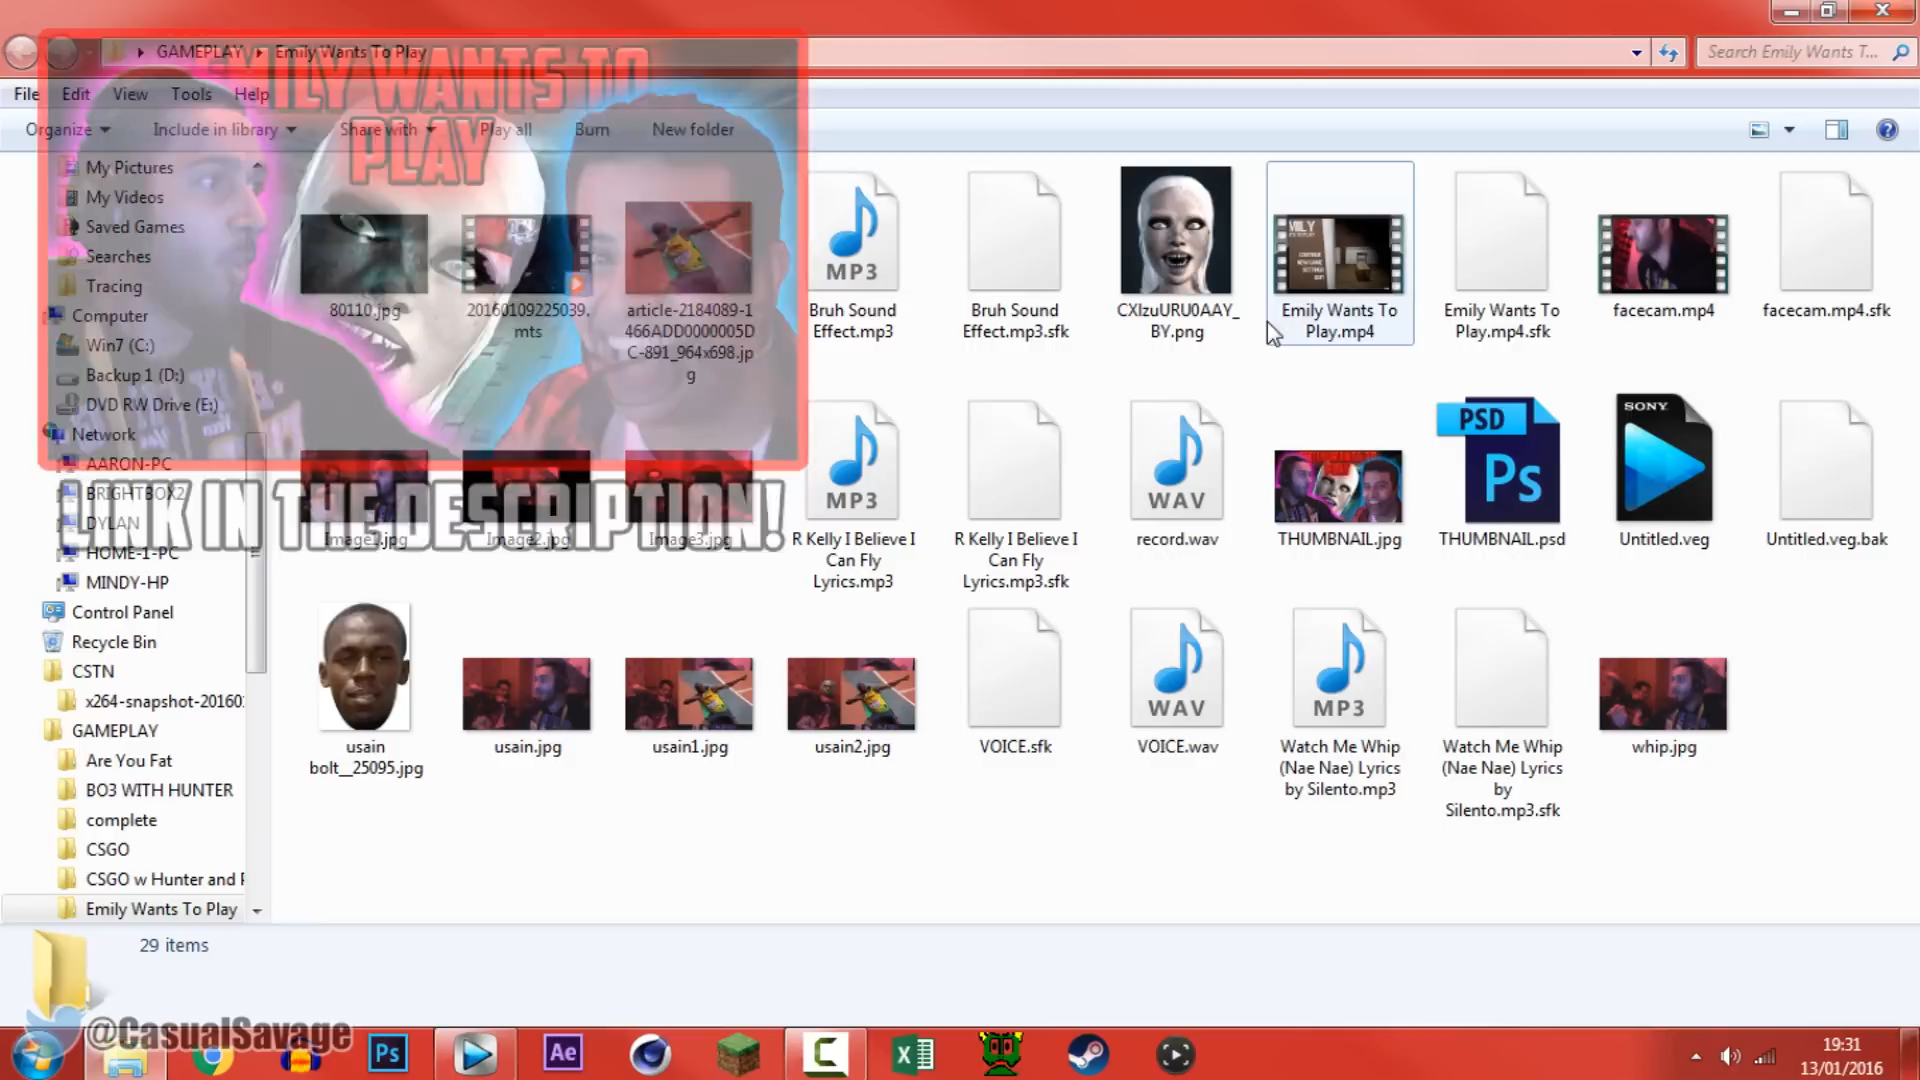 GAMEPLAY
Emily Wants To Play
Search Emily Wants T...
File
Edit
View
Tools
Help
EMILY WANTS TO
PLAY
Organize
Include in library
Share with
Play all
Burn
New folder
My Pictures
My Videos
Saved Games
Searches
Tracing
Computer
Win7 (C:)
Backup 1 (D:)
DVD RW Drive (E:)
Network
AARON-PC
BRIGHTBOX2
DYLAN
HOME-1-PC
MINDY-HP
Control Panel
Recycle Bin
CSTN
x264-snapshot-20160
GAMEPLAY
Are You Fat
BO3 WITH HUNTER
complete
CSGO
CSGO w Hunter and
Emily Wants To Play
80110.jpg
20160109225039.
mts
article-2184089-1
466ADD0000005D
C-891_964x698.jp
g
MP3
Bruh Sound
Effect.mp3
Bruh Sound
Effect.mp3.sfk
CXlzuURU0AAY_
BY.png
Emily Wants To
Play.mp4
Emily Wants To
Play.mp4.sfk
facecam.mp4
facecam.mp4.sfk
LINK IN THE DESCRIPTION!
Image1.jpg
Image2.jpg
Image3.jpg
MP3
R Kelly I Believe I
Can Fly
Lyrics.mp3
R Kelly I Believe I
Can Fly
Lyrics.mp3.sfk
WAV
record.wav
THUMBNAIL.jpg
PSD
Ps
THUMBNAIL.psd
SONY
Untitled.veg
Untitled.veg.bak
usain
bolt__25095.jpg
usain.jpg
usain1.jpg
usain2.jpg
VOICE.sfk
WAV
VOICE.wav
MP3
Watch Me Whip
(Nae Nae) Lyrics
by Silento.mp3
Watch Me Whip
(Nae Nae) Lyrics
by
Silento.mp3.sfk
whip.jpg
29 items
@CasualSavage
Ps
Ae
19:31
13/01/2016